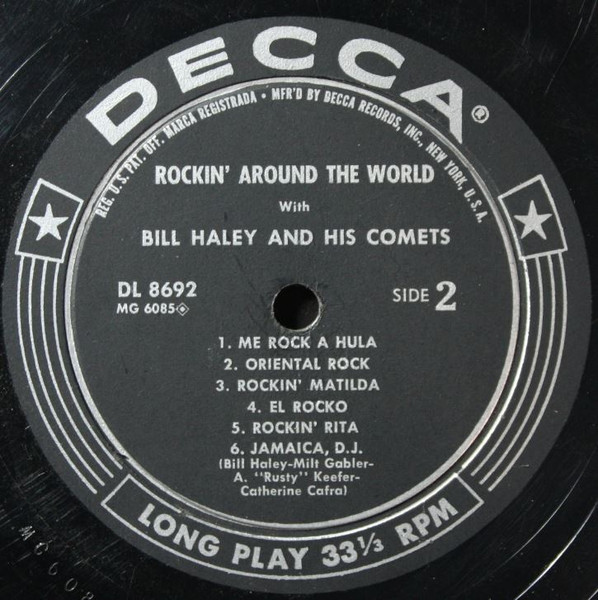 DECCA®
REG. U.S. PAT. OFF. MARCA REGISTRADA • MFR'D BY DECCA RECORDS, INC., NEW YORK, U.S.A.
ROCKIN' AROUND THE WORLD
With
BILL HALEY AND HIS COMETS
DL 8692
MG 6085
SIDE 2
1. ME ROCK A HULA
2. ORIENTAL ROCK
3. ROCKIN' MATILDA
4. EL ROCKO
5. ROCKIN' RITA
6. JAMAICA, D.J.
(Bill Haley-Milt Gabler-
A. "Rusty" Keefer-
Catherine Cafra)
LONG PLAY 33⅓ RPM